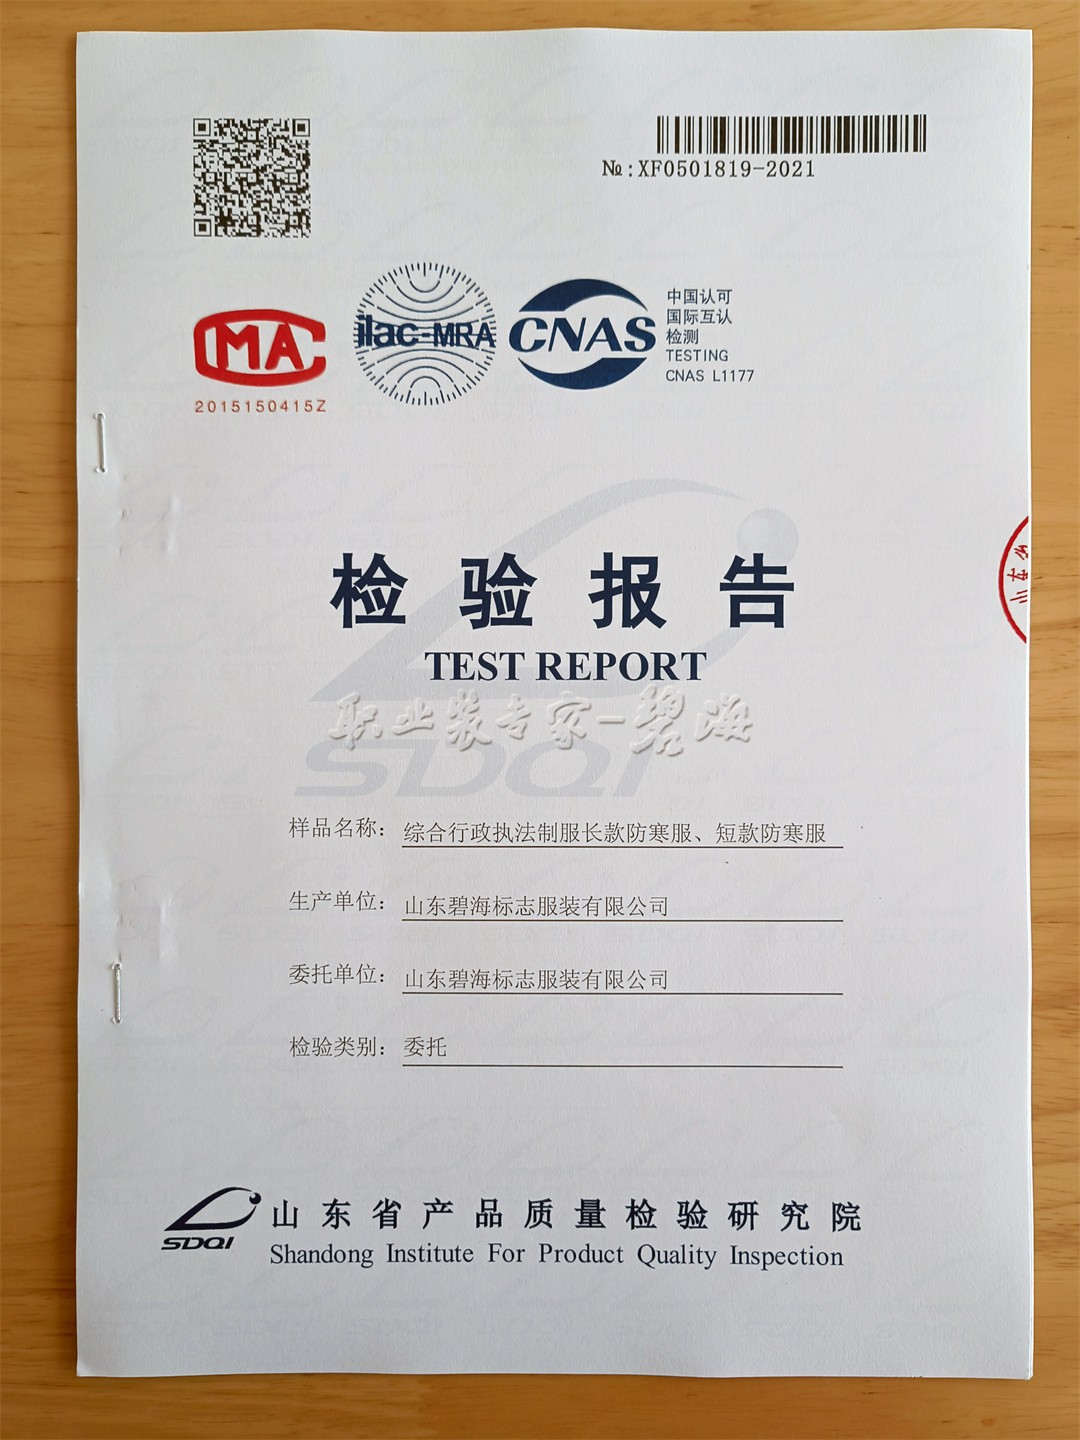 №:XF0501819-2021
MA
2015150415Z
ilac-MRA
CNAS
中国认可
国际互认
检测
TESTING
CNAS L1177
检验报告
TEST REPORT
职业装专家-碧海
SDQI
样品名称： 综合行政执法制服长款防寒服、短款防寒服
生产单位： 山东碧海标志服装有限公司
委托单位： 山东碧海标志服装有限公司
检验类别： 委托
SDQI
山东省产品质量检验研究院
Shandong Institute For Product Quality Inspection
山东